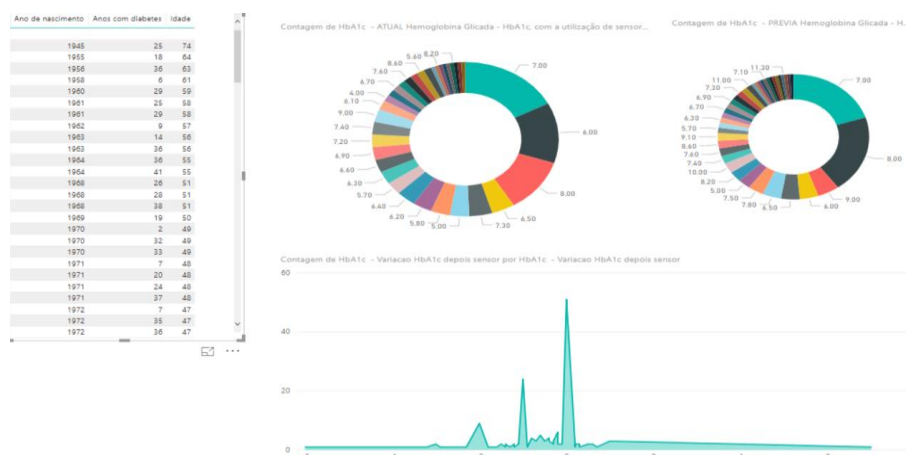 Ano de nascimento Anos com diabetes Idade
1945 25 74
1955 18 64
1956 36 63
1958 6 61
1960 29 59
1961 25 58
1961 29 58
1962 9 57
1963 14 56
1963 36 56
1964 36 55
1964 41 55
1968 26 51
1968 28 51
1968 38 51
1969 19 50
1970 2 49
1970 32 49
1970 33 49
1971 7 48
1971 20 48
1971 24 48
1971 37 48
1972 7 47
1972 35 47
1972 36 47
Contagem de HbA1c - ATUAL Hemoglobina Glicada - HbA1c, com a utilização de sensor...
7.00
6.00
8.00
6.50
7.30
5.00
5.80
6.20
6.40
5.70
6.30
6.60
6.90
7.20
7.40
9.00
6.10
4.00
6.70
7.60
8.60
5.60
8.20
Contagem de HbA1c - PREVIA Hemoglobina Glicada - H...
7.00
8.00
9.00
6.00
6.50
7.80
7.50
5.00
8.20
10.00
7.40
7.60
8.60
9.10
5.70
6.30
6.70
6.90
7.20
11.00
7.10
11.30
Contagem de HbA1c - Variacao HbA1c depois sensor por HbA1c - Variacao HbA1c depois sensor
60
40
20
0